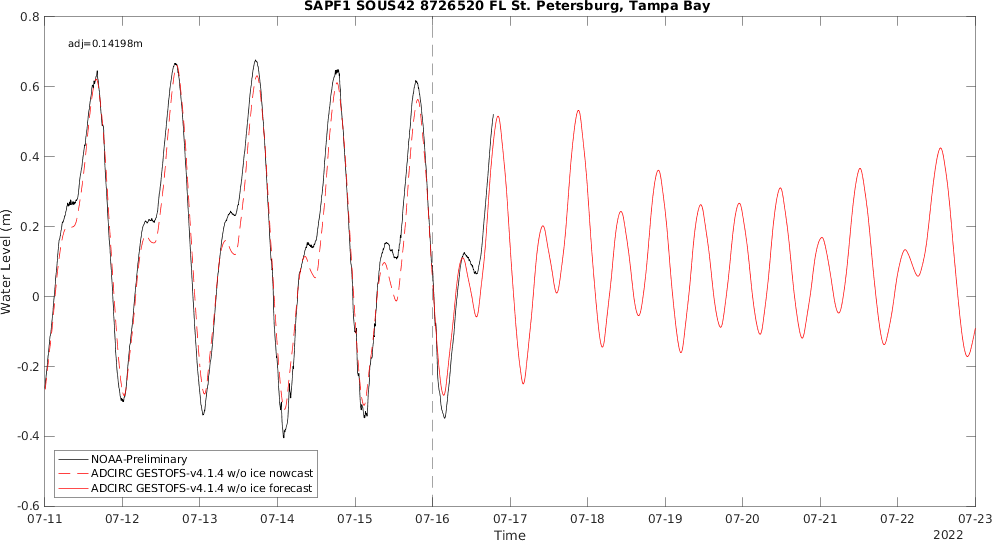 SAPF1 SOUS42 8726520 FL St. Petersburg, Tampa Bay
adj=0.14198m
0.8
0.6
0.4
0.2
0
-0.2
-0.4
-0.6
Water Level (m)
NOAA-Preliminary
ADCIRC GESTOFS-v4.1.4 w/o ice nowcast
ADCIRC GESTOFS-v4.1.4 w/o ice forecast
07-11 07-12 07-13 07-14 07-15 07-16 07-17 07-18 07-19 07-20 07-21 07-22 07-23
Time
2022